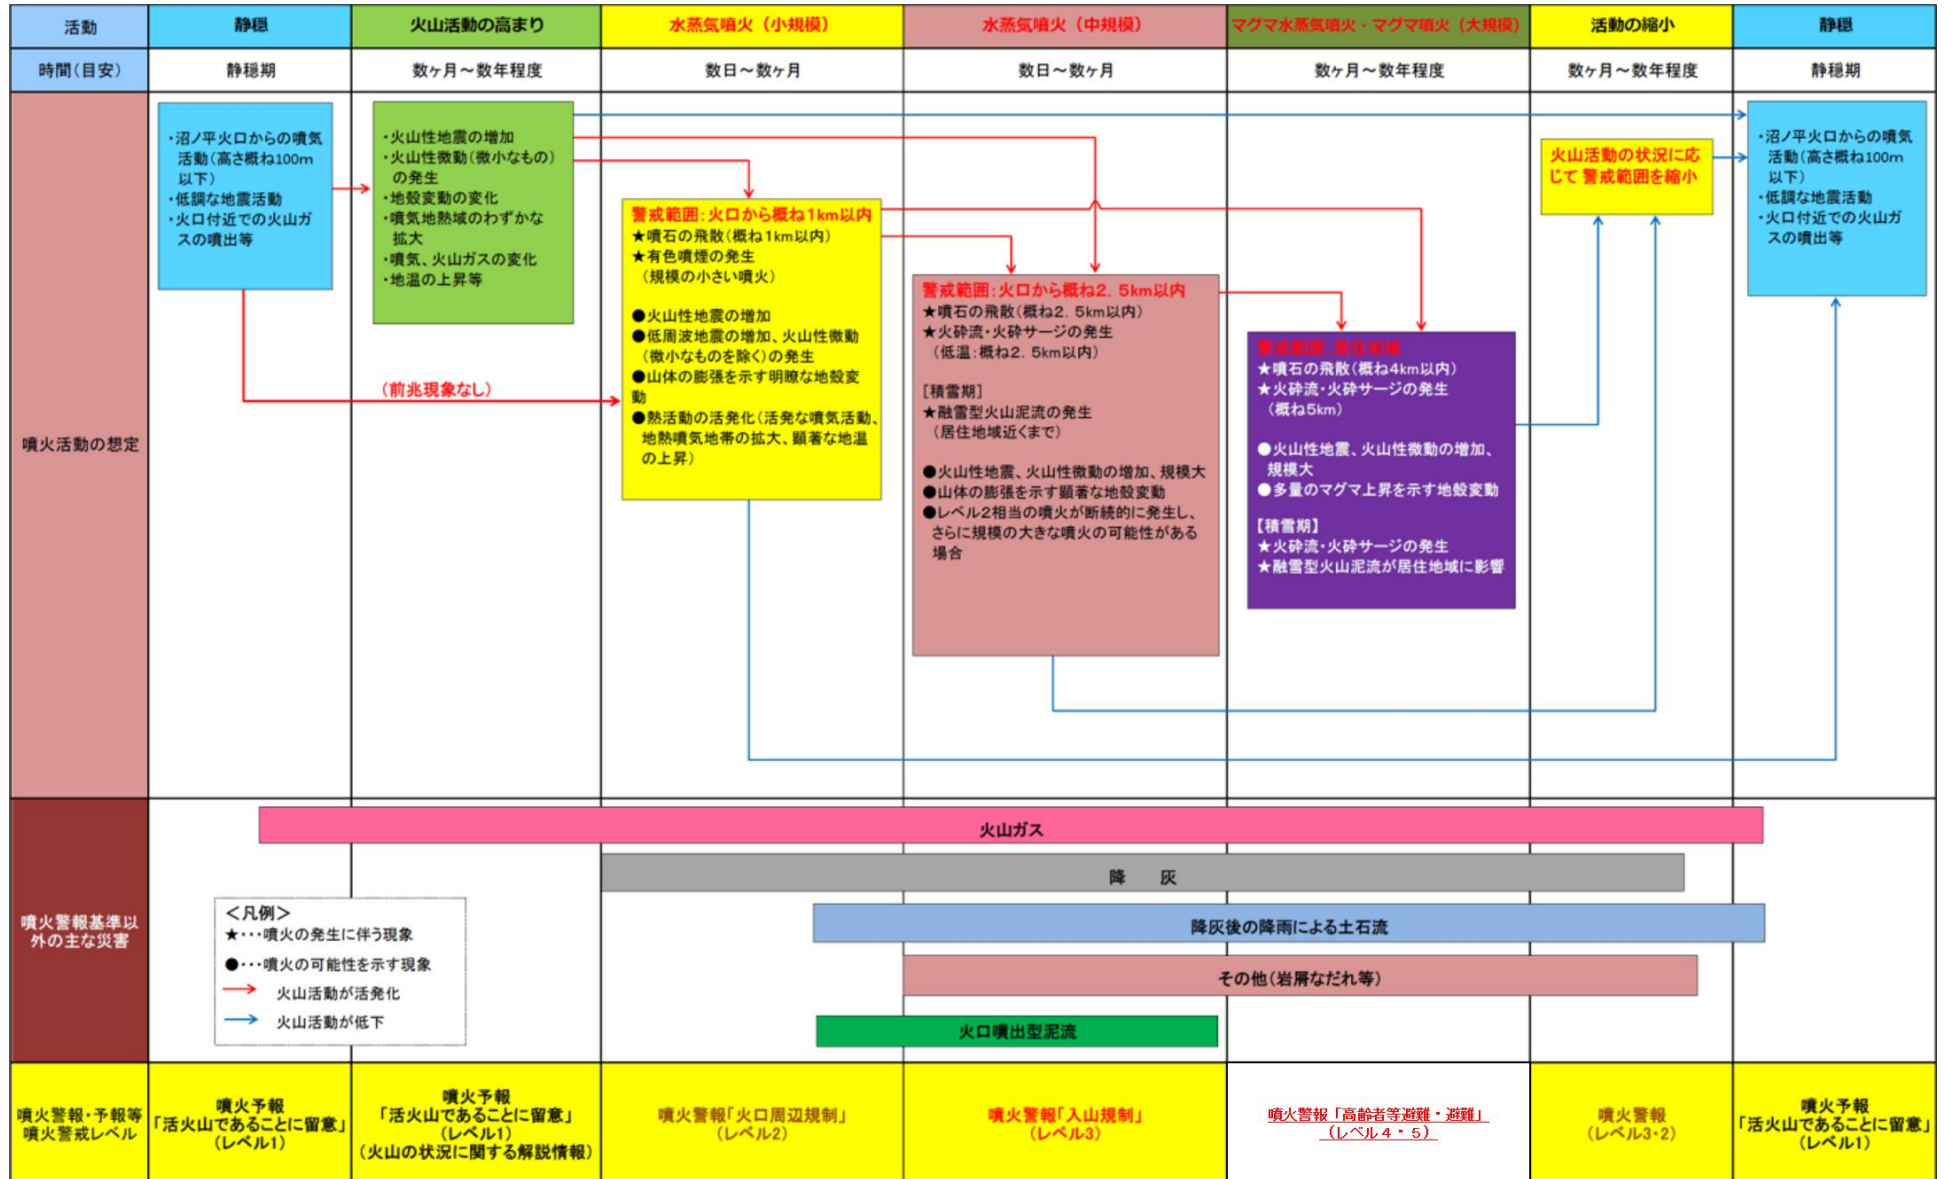 活動
静穏
火山活動の高まり
水蒸気噴火（小規模）
水蒸気噴火（中規模）
マグマ水蒸気噴火・マグマ噴火（大規模）
活動の縮小
静穏
時間（目安）
静穏期
数ヶ月～数年程度
数日～数ヶ月
数日～数ヶ月
数ヶ月～数年程度
数ヶ月～数年程度
静穏期
噴火活動の想定
・沼ノ平火口からの噴気
活動（高さ概ね100m
以下）
・低調な地震活動
・火口付近での火山ガ
スの噴出等
・火山性地震の増加
・火山性微動（微小なもの）
の発生
・地殻変動の変化
・噴気地熱域のわずかな
拡大
・噴気、火山ガスの変化
・地温の上昇等
（前兆現象なし）
警戒範囲：火口から概ね1km以内
★噴石の飛散（概ね1km以内）
★有色噴煙の発生
（規模の小さい噴火）
●火山性地震の増加
●低周波地震の増加、火山性微動
（微小なものを除く）の発生
●山体の膨張を示す明瞭な地殻変
動
●熱活動の活発化（活発な噴気活動、
地熱噴気地帯の拡大、顕著な地温
の上昇）
警戒範囲：火口から概ね2．5km以内
★噴石の飛散（概ね2．5km以内）
★火砕流・火砕サージの発生
（低温：概ね2．5km以内）
［積雪期］
★融雪型火山泥流の発生
（居住地域近くまで）
●火山性地震、火山性微動の増加、規模大
●山体の膨張を示す顕著な地殻変動
●レベル2相当の噴火が断続的に発生し、
さらに規模の大きな噴火の可能性がある
場合
警戒範囲：居住地域
★噴石の飛散（概ね4km以内）
★火砕流・火砕サージの発生
（概ね5km）
●火山性地震、火山性微動の増加、
規模大
●多量のマグマ上昇を示す地殻変動
【積雪期】
★火砕流・火砕サージの発生
★融雪型火山泥流が居住地域に影響
火山活動の状況に応
じて 警戒範囲を縮小
・沼ノ平火口からの噴気
活動（高さ概ね100m
以下）
・低調な地震活動
・火口付近での火山ガ
スの噴出等
噴火警報基準以
外の主な災害
火山ガス
降　灰
降灰後の降雨による土石流
その他（岩屑なだれ等）
火口噴出型泥流
＜凡例＞
★・・・噴火の発生に伴う現象
●・・・噴火の可能性を示す現象
火山活動が活発化
火山活動が低下
噴火警報・予報等
噴火警戒レベル
噴火予報
「活火山であることに留意」
（レベル1）
噴火予報
「活火山であることに留意」
（レベル1）
（火山の状況に関する解説情報）
噴火警報「火口周辺規制」
（レベル2）
噴火警報「入山規制」
（レベル3）
噴火警報「高齢者等避難・避難」
（レベル４・５）
噴火警報
（レベル3・2）
噴火予報
「活火山であることに留意」
（レベル1）